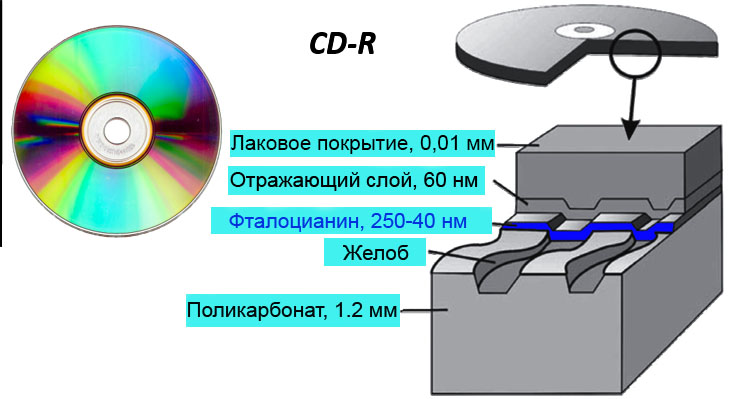 CD-R
Лаковое покрытие, 0,01 мм
Отражающий слой, 60 нм
Фталоцианин, 250-40 нм
Желоб
Поликарбонат, 1.2 мм